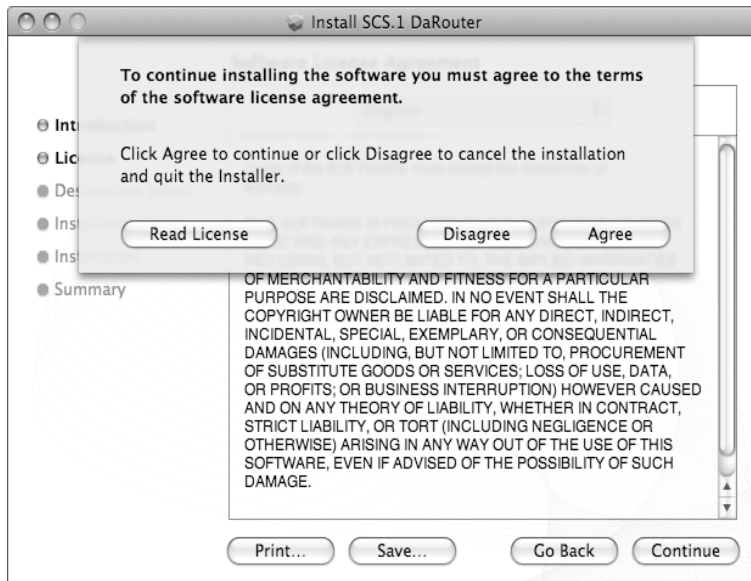 Install SCS.1 DaRouter
Software License Agreement
English
To continue installing the software you must agree to the terms
of the software license agreement.
Click Agree to continue or click Disagree to cancel the installation
and quit the Installer.
Read License
Disagree
Agree
Introduction
License
Summary
OF MERCHANTABILITY AND FITNESS FOR A PARTICULAR
PURPOSE ARE DISCLAIMED. IN NO EVENT SHALL THE
COPYRIGHT OWNER BE LIABLE FOR ANY DIRECT, INDIRECT,
INCIDENTAL, SPECIAL, EXEMPLARY, OR CONSEQUENTIAL
DAMAGES (INCLUDING, BUT NOT LIMITED TO, PROCUREMENT
OF SUBSTITUTE GOODS OR SERVICES; LOSS OF USE, DATA,
OR PROFITS; OR BUSINESS INTERRUPTION) HOWEVER CAUSED
AND ON ANY THEORY OF LIABILITY, WHETHER IN CONTRACT,
STRICT LIABILITY, OR TORT (INCLUDING NEGLIGENCE OR
OTHERWISE) ARISING IN ANY WAY OUT OF THE USE OF THIS
SOFTWARE, EVEN IF ADVISED OF THE POSSIBILITY OF SUCH
DAMAGE.
Print...
Save...
Go Back
Continue